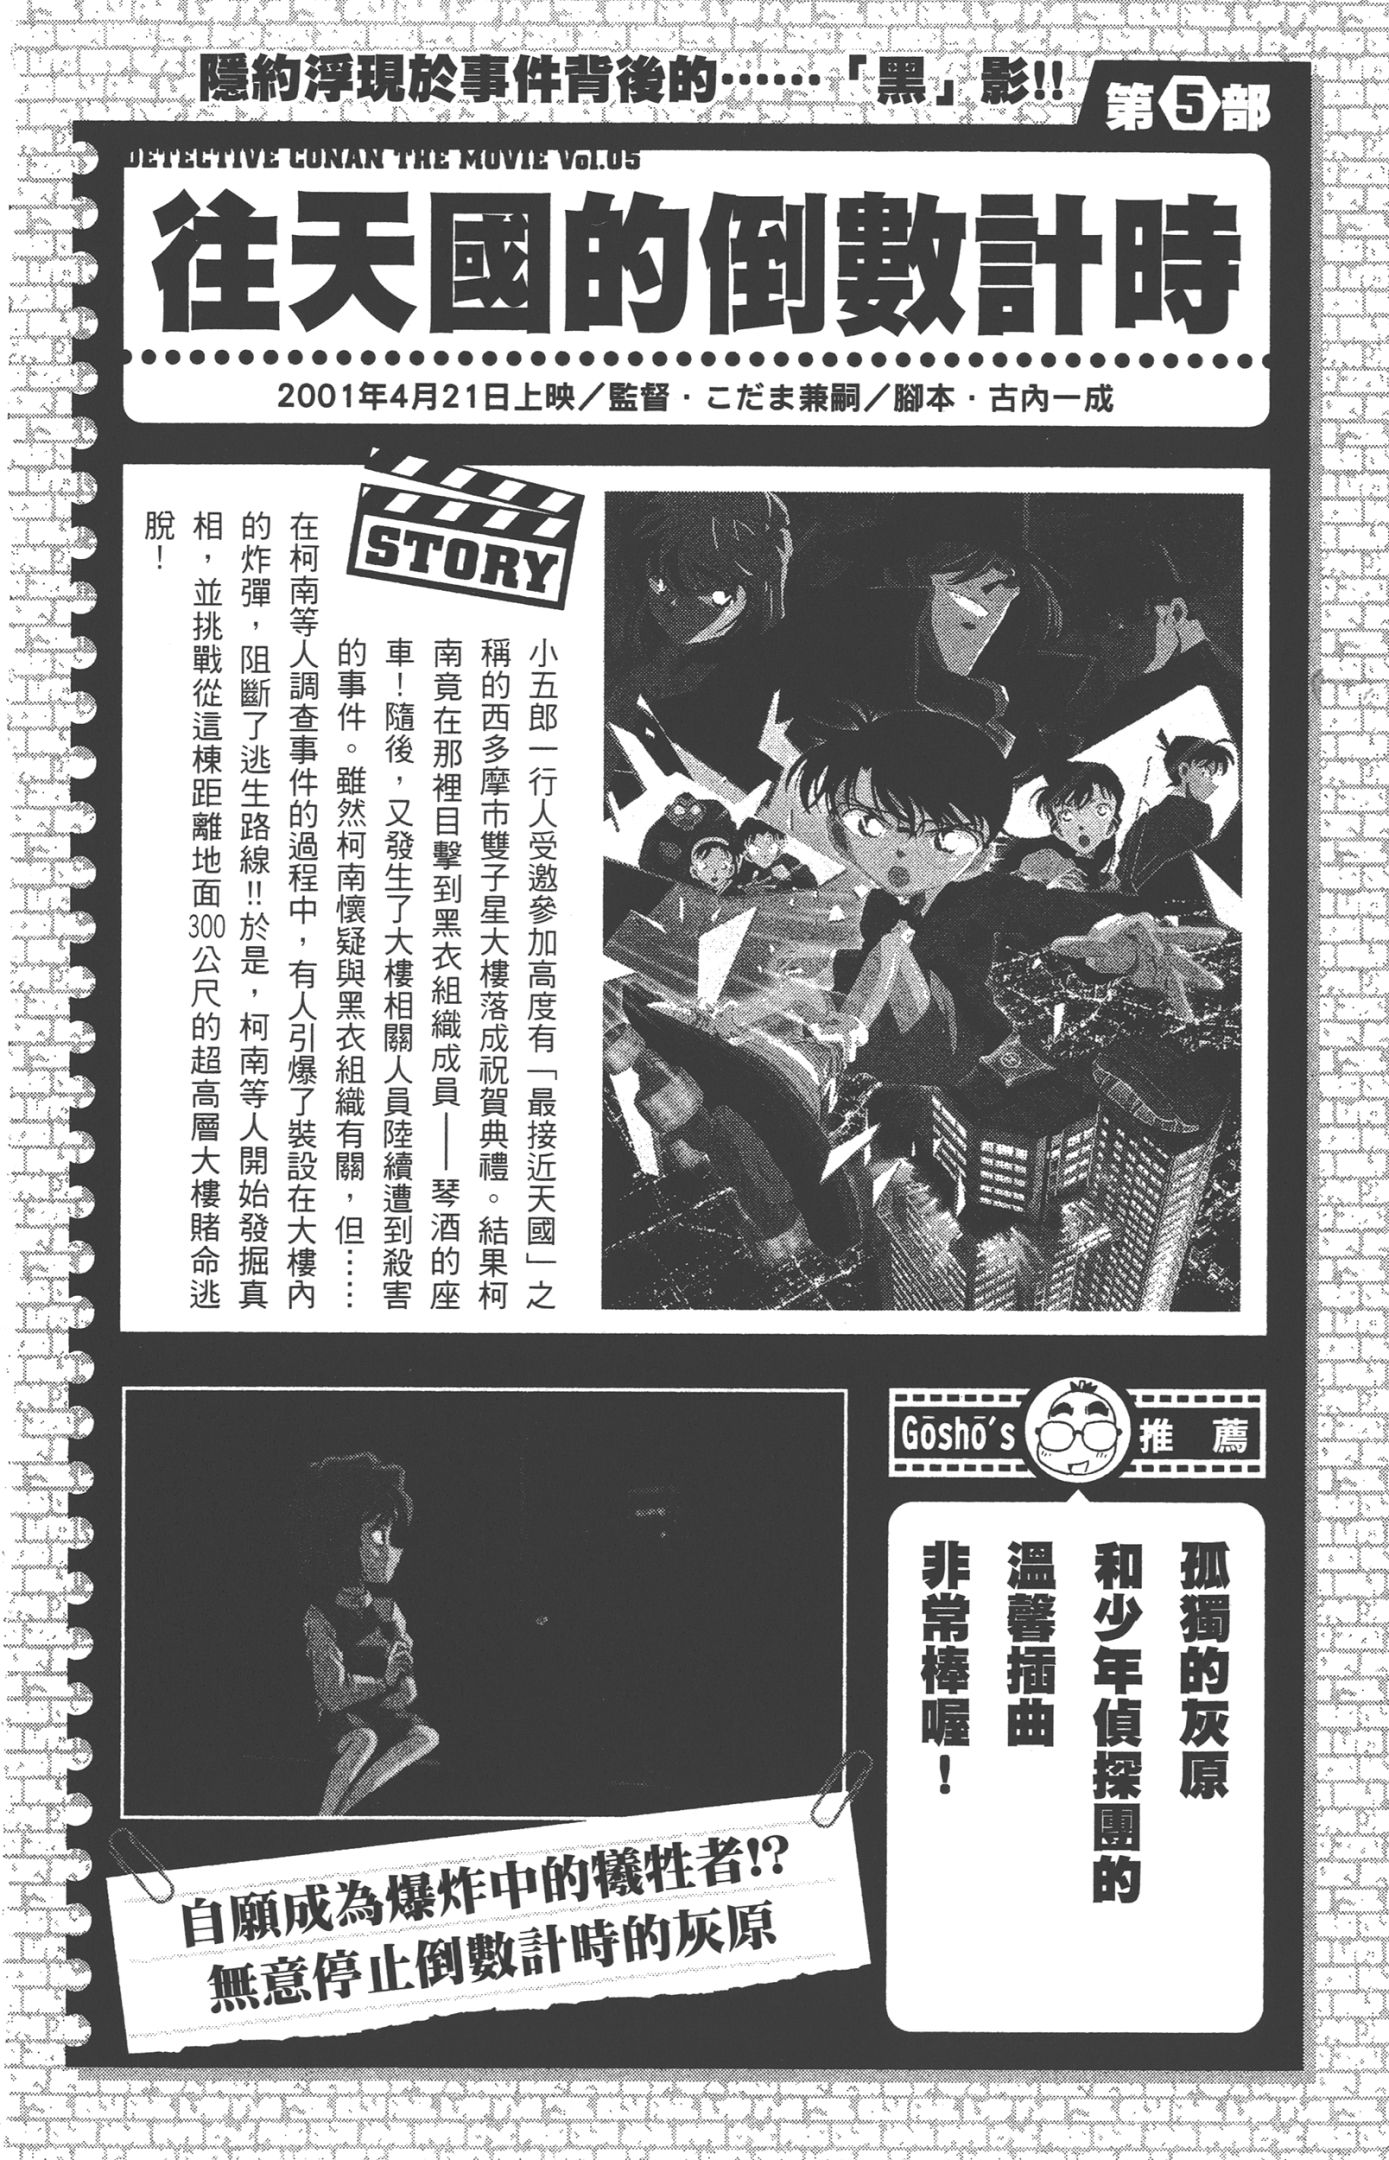 隱約浮現於事件背後的⋯⋯「黑」影!!
第5部
DETECTIVE CONAN THE MOVIE Vol.05
往天國的倒數計時
2001年4月21日上映／監督・こだま兼嗣／腳本・古內一成
STORY
小五郎一行人受邀參加高度有「最接近天國」之
稱的西多摩市雙子星大樓落成祝賀典禮。結果柯
南竟在那裡目擊到黑衣組織成員——琴酒的座
車！隨後，又發生了大樓相關人員陸續遭到殺害
的事件。雖然柯南懷疑與黑衣組織有關，但⋯⋯
在柯南等人調查事件的過程中，有人引爆了裝設在大樓內
的炸彈，阻斷了逃生路線!!於是，柯南等人開始發掘真
相，並挑戰從這棟距離地面300公尺的超高層大樓賭命逃
脫！
Gōshō's 推薦
孤獨的灰原
和少年偵探團的
溫馨插曲
非常棒喔！
自願成為爆炸中的犧牲者!?
無意停止倒數計時的灰原